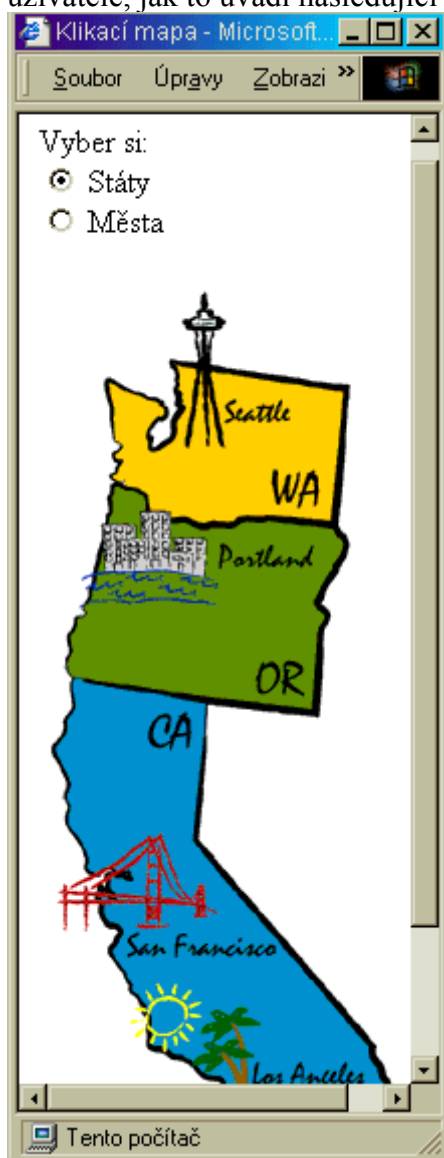 uživatele, jak to uvádí následující
Klikací mapa - Microsoft...
Soubor Úpravy Zobrazi »
Vyber si:
Státy
Města
Seattle
WA
Portland
OR
CA
San Francisco
Los Angeles
Tento počítač